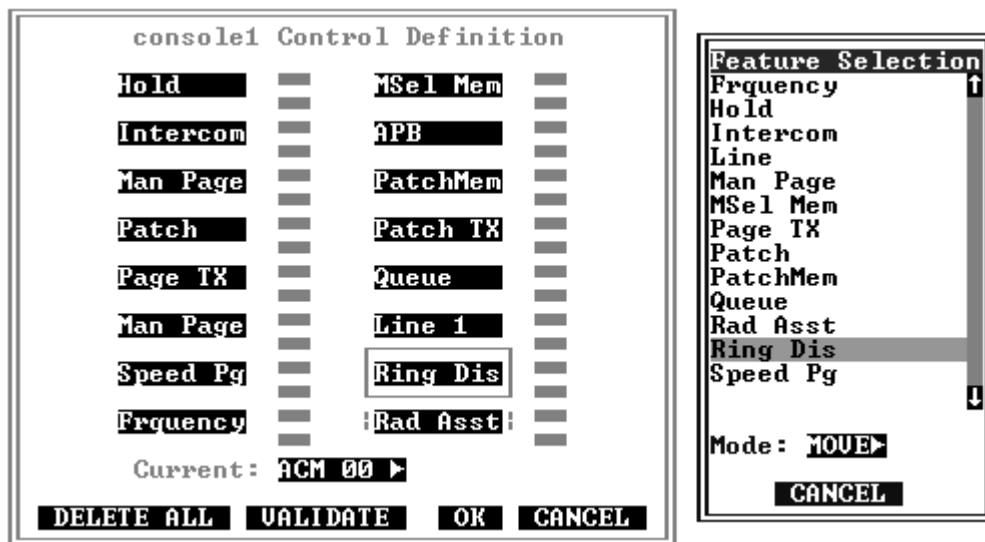 console1 Control Definition
Hold MSel Mem
Intercom APB
Man Page PatchMem
Patch Patch TX
Page TX Queue
Man Page Line 1
Speed Pg Ring Dis
Frquency Rad Asst
Current: ACM 00
DELETE ALL VALIDATE OK CANCEL
Feature Selection
Frquency
Hold
Intercom
Line
Man Page
MSel Mem
Page TX
Patch
PatchMem
Queue
Rad Asst
Ring Dis
Speed Pg
Mode: MOVE
CANCEL